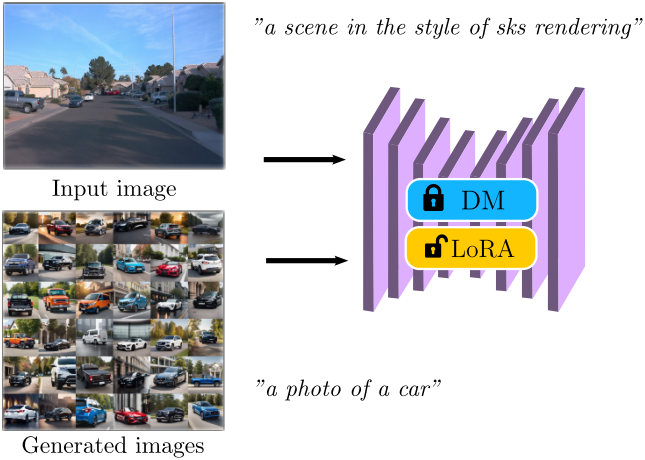 "a scene in the style of sks rendering"
Input image
DM
LoRA
"a photo of a car"
Generated images